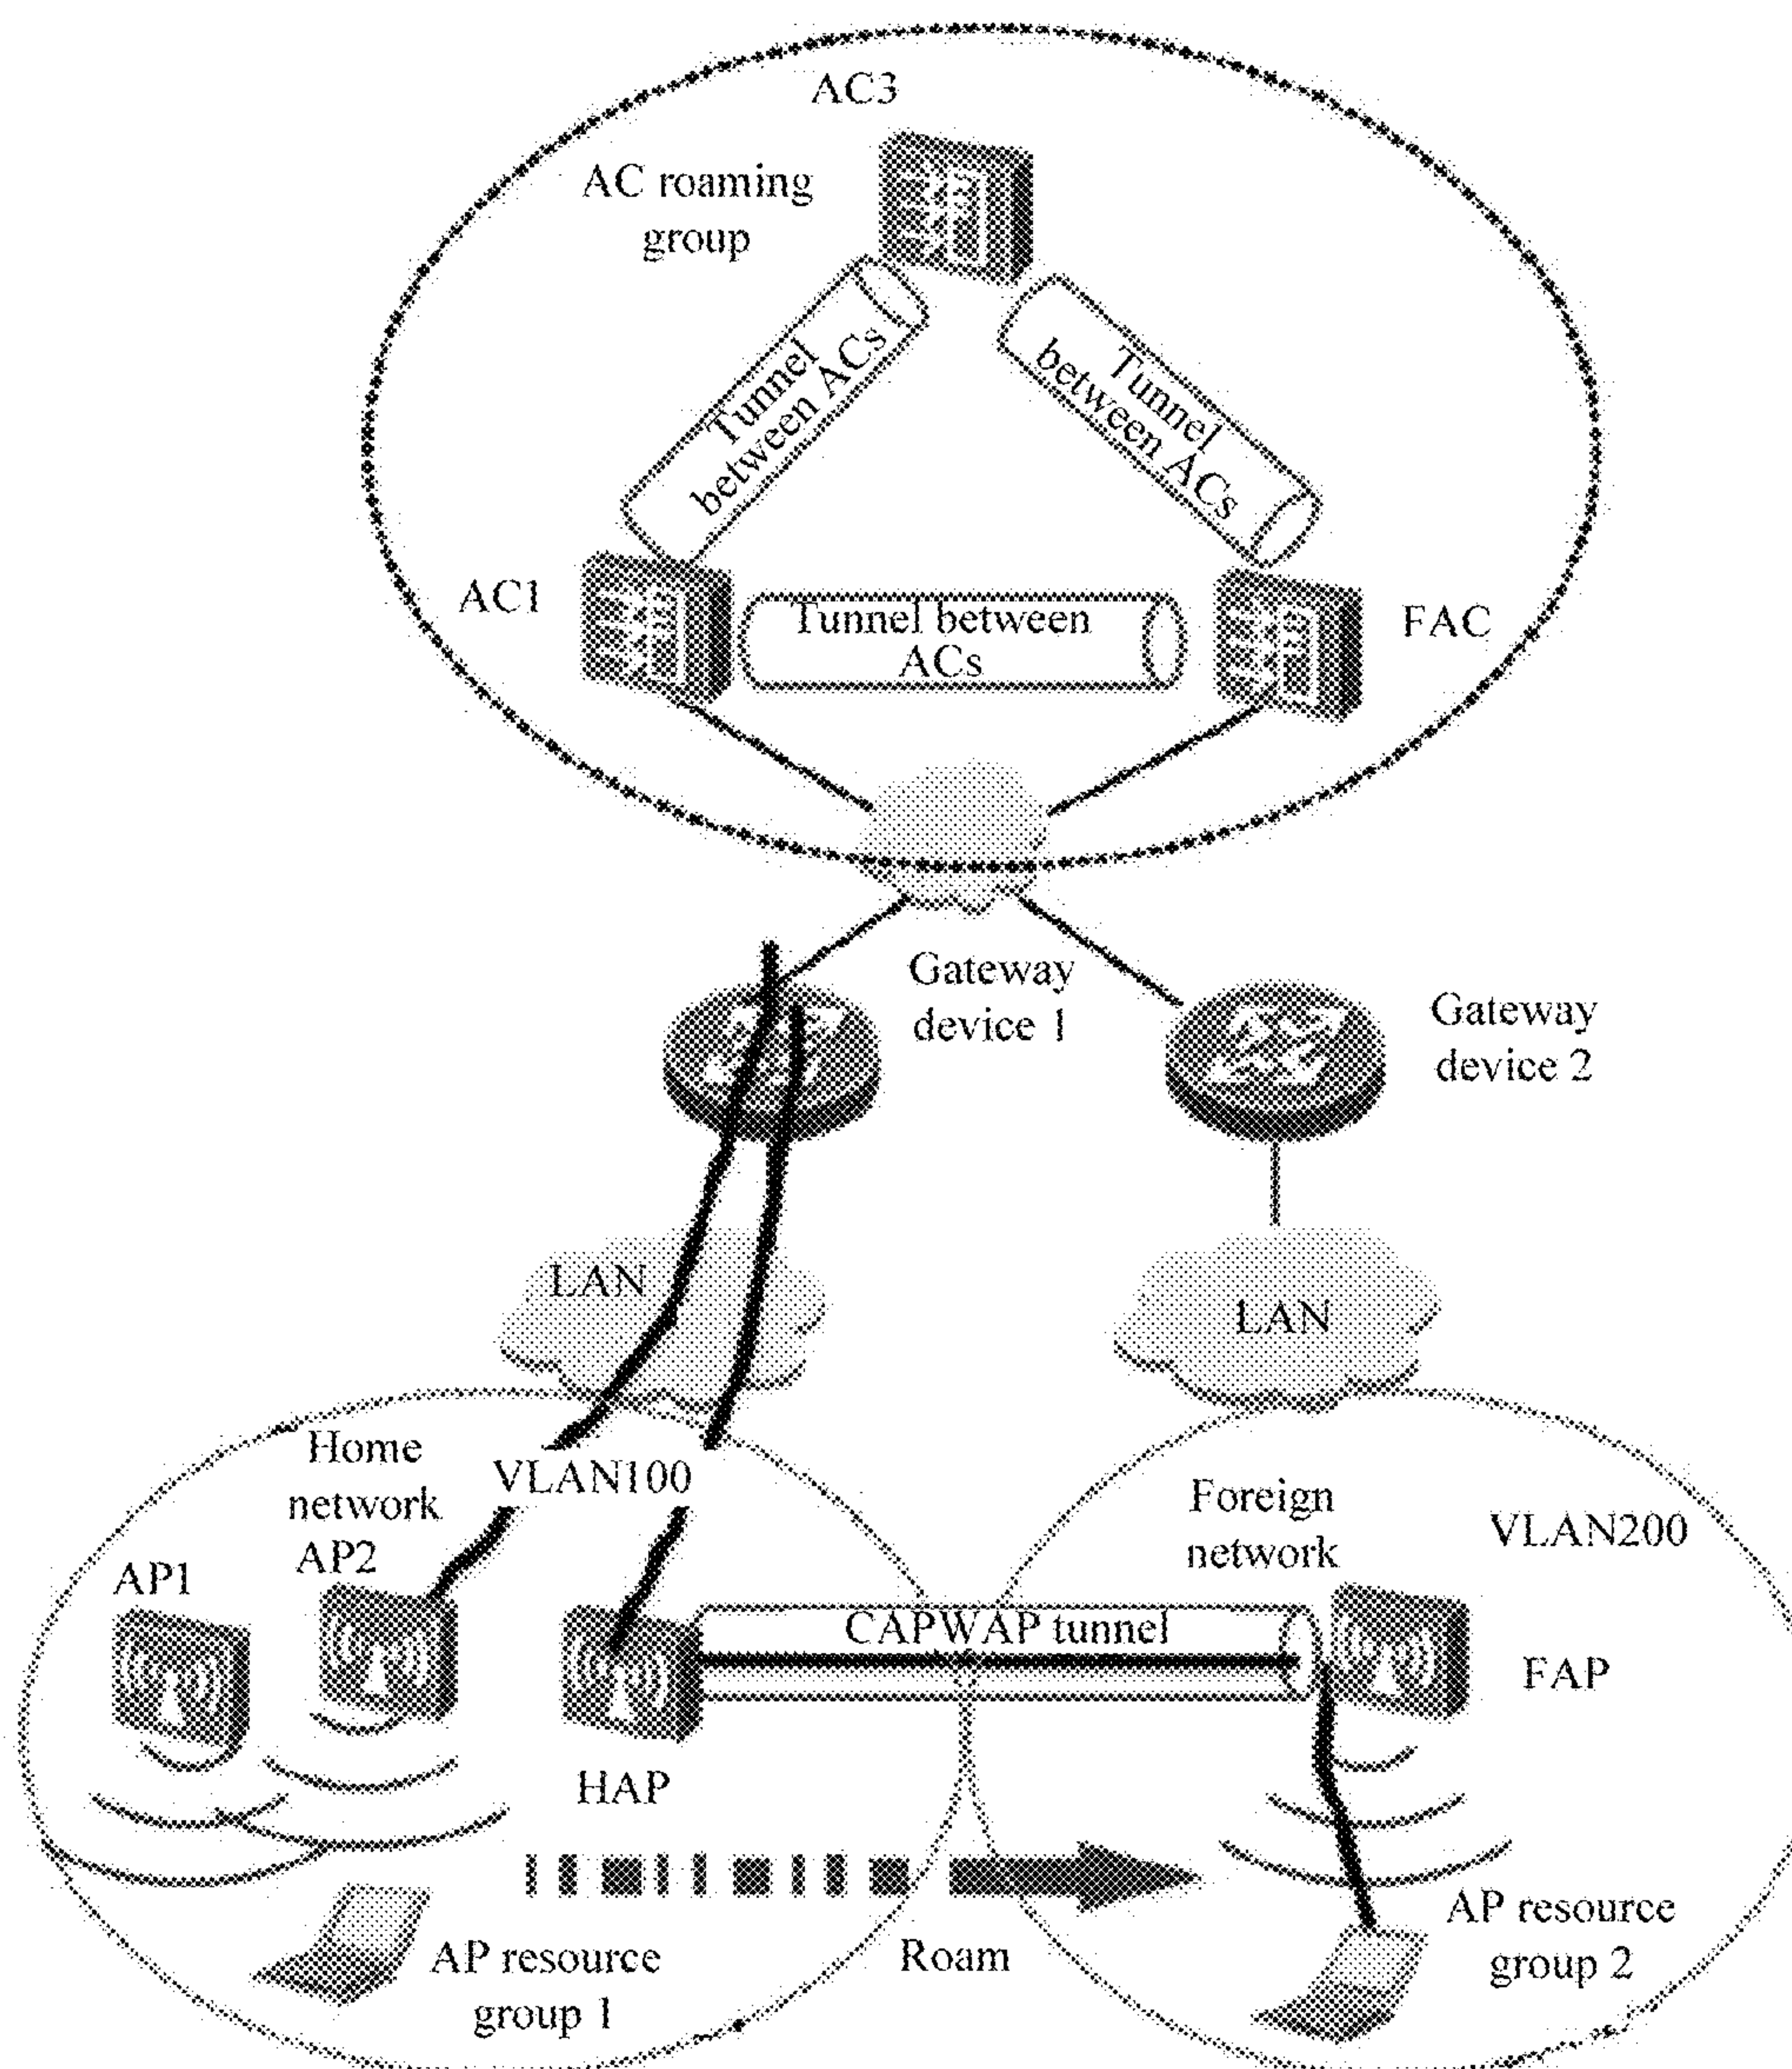 AC3
AC roaming
group
Tunnel
between ACs
Tunnel
between ACs
AC1
Tunnel between
ACs
FAC
Gateway
device 1
Gateway
device 2
LAN
LAN
Home
network
VLAN100
Foreign
network
VLAN200
AP1
AP2
CAPWAP tunnel
FAP
HAP
AP resource
group 1
Roam
AP resource
group 2